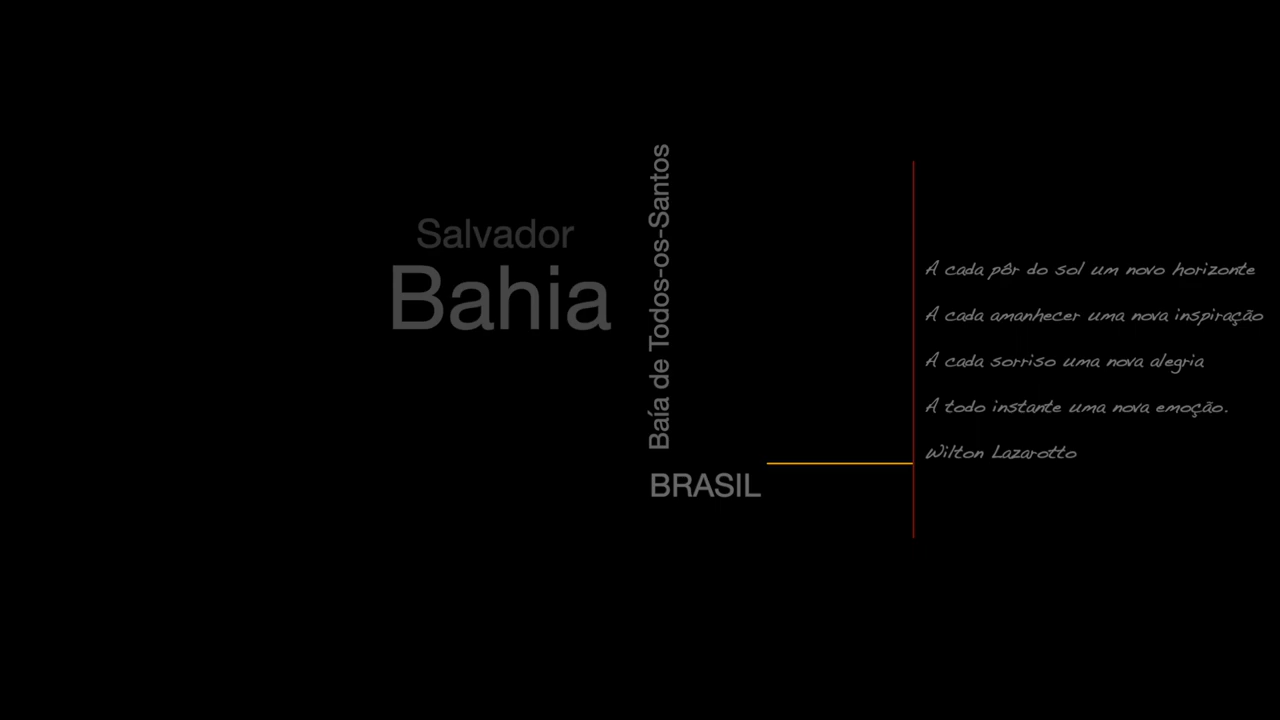 Salvador
Bahia
Baía de Todos-os-Santos
BRASIL
A cada pôr do sol um novo horizonte
A cada amanhecer uma nova inspiração
A cada sorriso uma nova alegria
A todo instante uma nova emoção.
Wilton Lazarotto